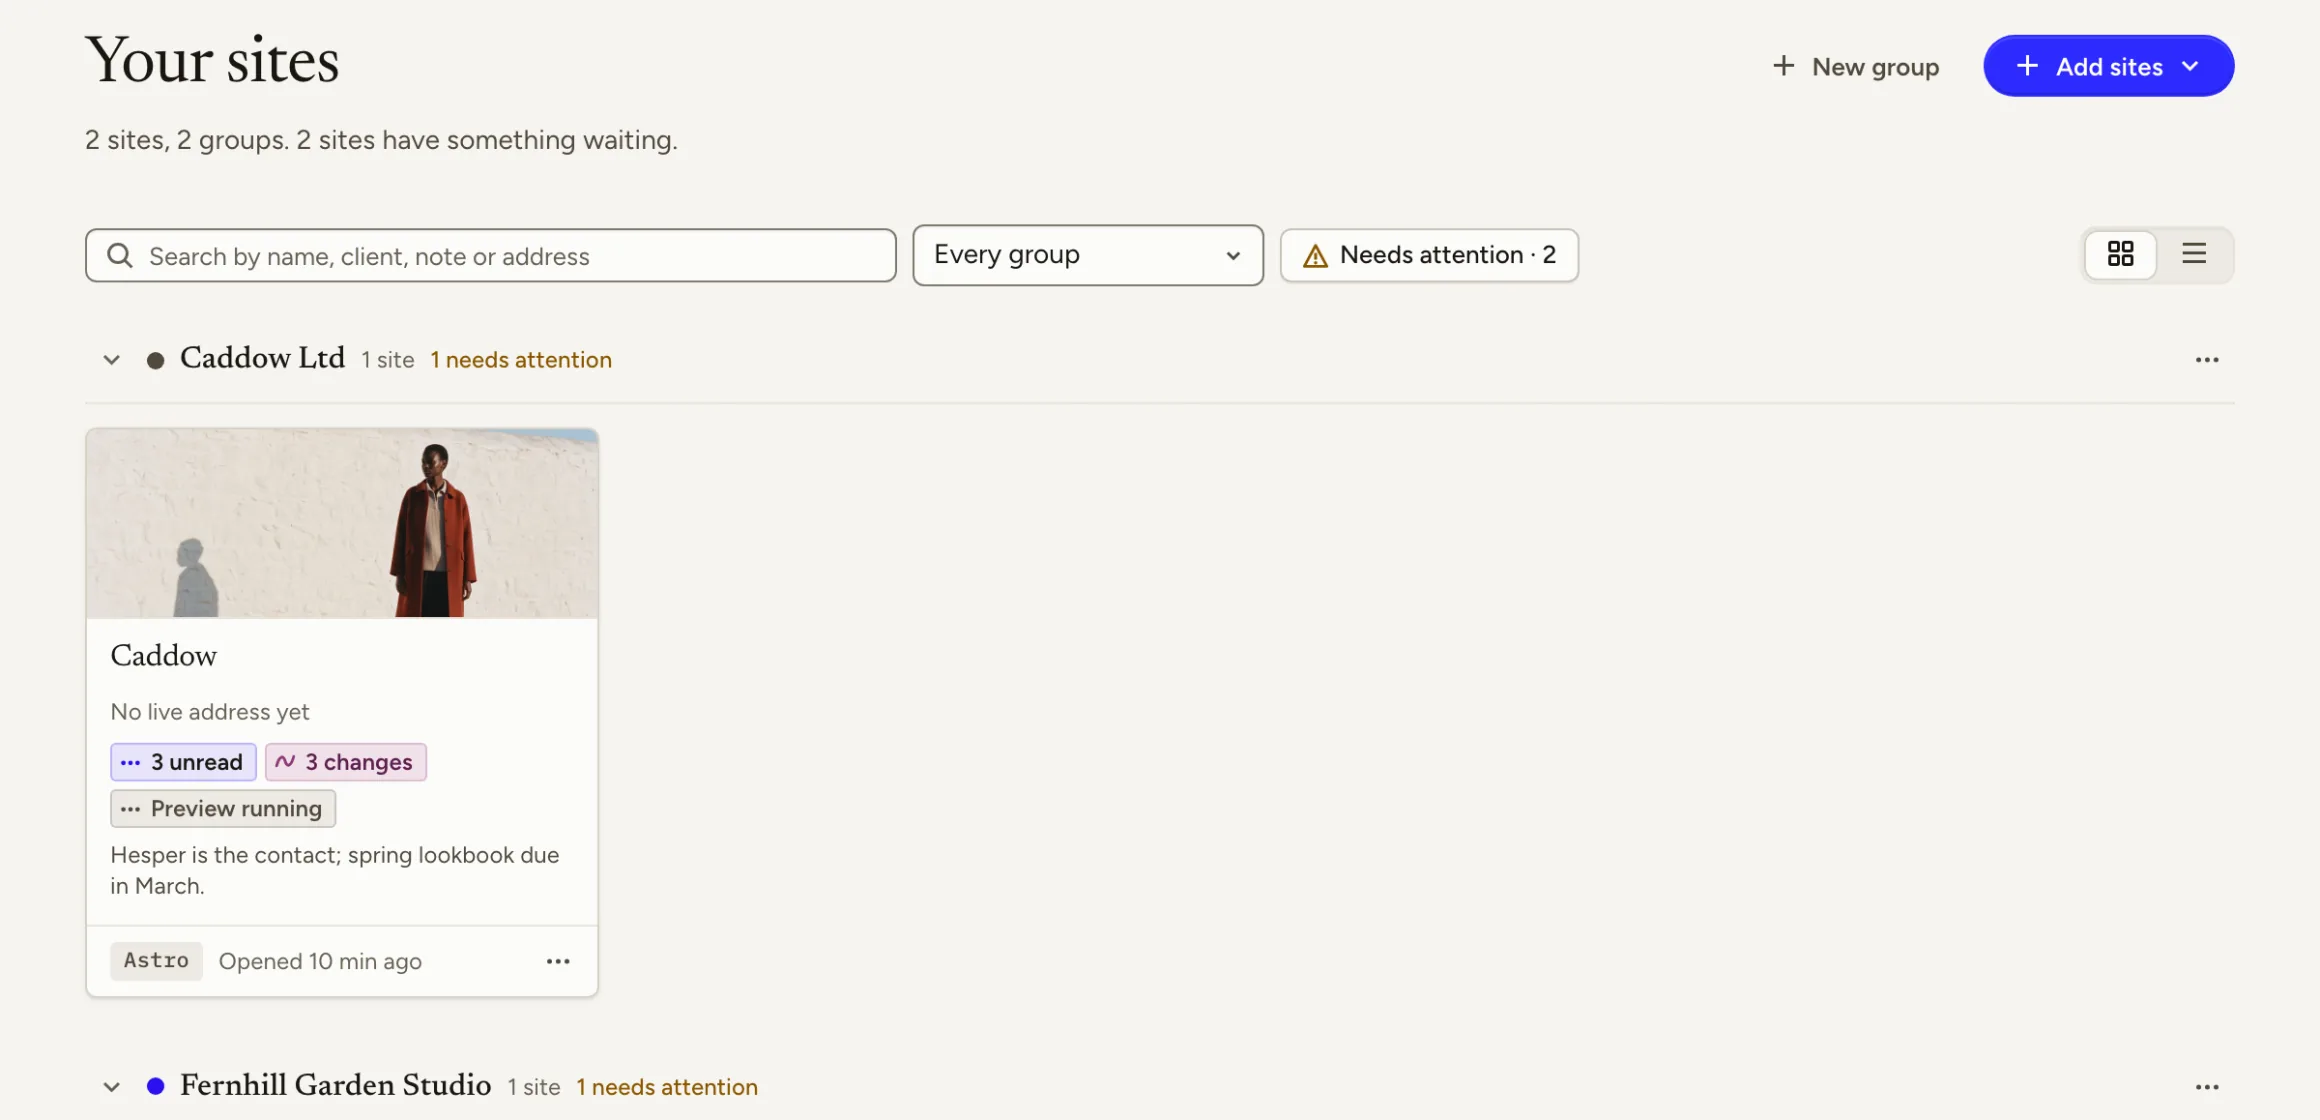 Your sites
New group
Add sites
2 sites, 2 groups. 2 sites have something waiting.
Search by name, client, note or address
Every group
Needs attention · 2
Caddow Ltd 1 site 1 needs attention
Caddow
No live address yet
3 unread
3 changes
Preview running
Hesper is the contact; spring lookbook due
in March.
Astro
Opened 10 min ago
Fernhill Garden Studio 1 site 1 needs attention